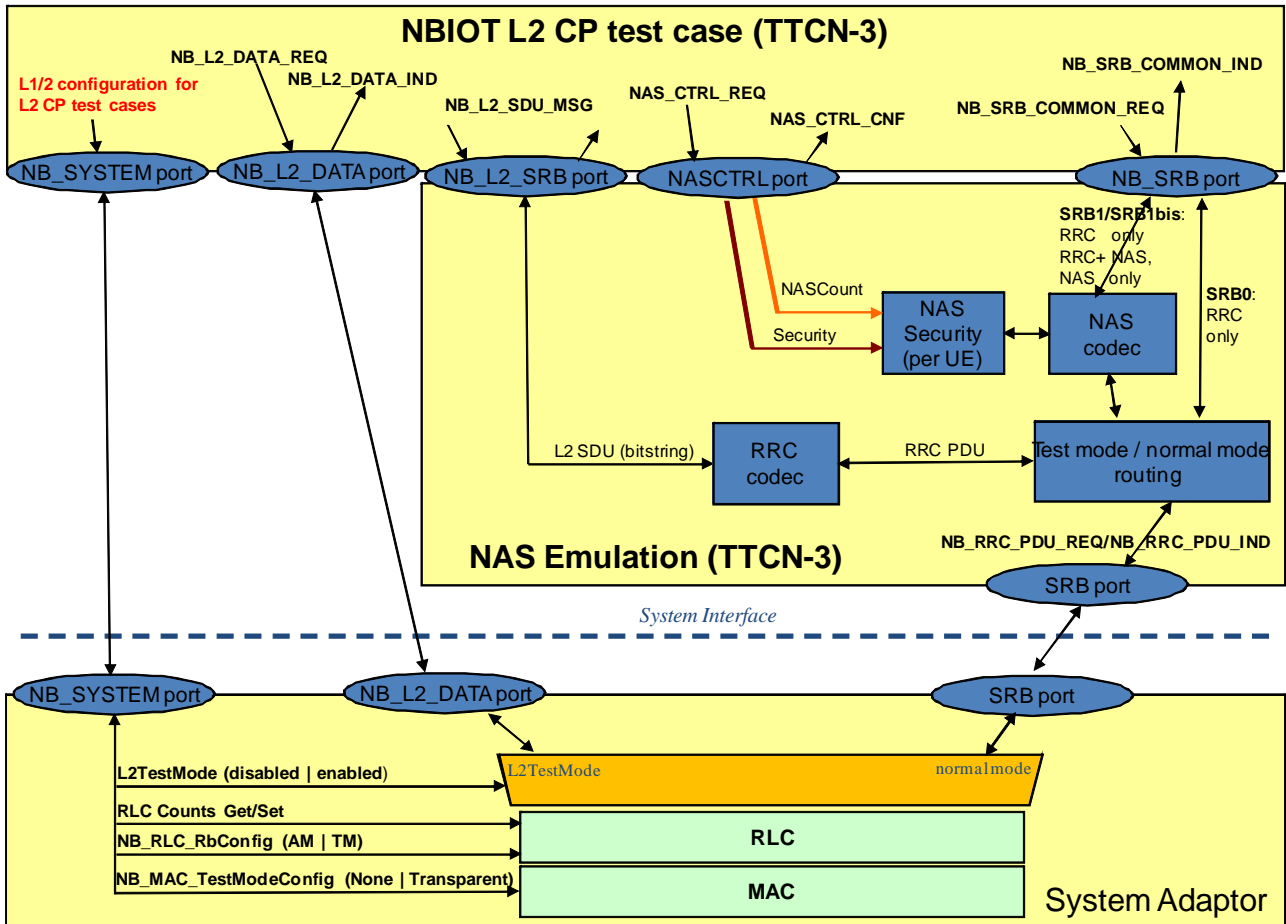 NBIOT L2 CP test case (TTCN-3)
L1/2 configuration for
L2 CP test cases
NB_L2_DATA_REQ
NB_L2_DATA_IND
NB_L2_SDU_MSG
NAS_CTRL_REQ
NAS_CTRL_CNF
NB_SRB_COMMON_IND
NB_SRB_COMMON_REQ
NB_SYSTEM port
NB_L2_DATA port
NB_L2_SRB port
NASCTRL port
NB_SRB port
SRB1/SRB1bis:
RRC only
RRC+ NAS,
NAS only
SRB0:
RRC
only
NASCount
Security
NAS
Security
(per UE)
NAS
codec
L2 SDU (bitstring)
RRC
codec
RRC PDU
Test mode / normal mode
routing
NB_RRC_PDU_REQ/NB_RRC_PDU_IND
NAS Emulation (TTCN-3)
SRB port
System Interface
NB_SYSTEM port
NB_L2_DATA port
SRB port
L2TestMode (disabled | enabled)
L2TestMode
normal mode
RLC Counts Get/Set
NB_RLC_RbConfig (AM | TM)
RLC
NB_MAC_TestModeConfig (None | Transparent)
MAC
System Adaptor